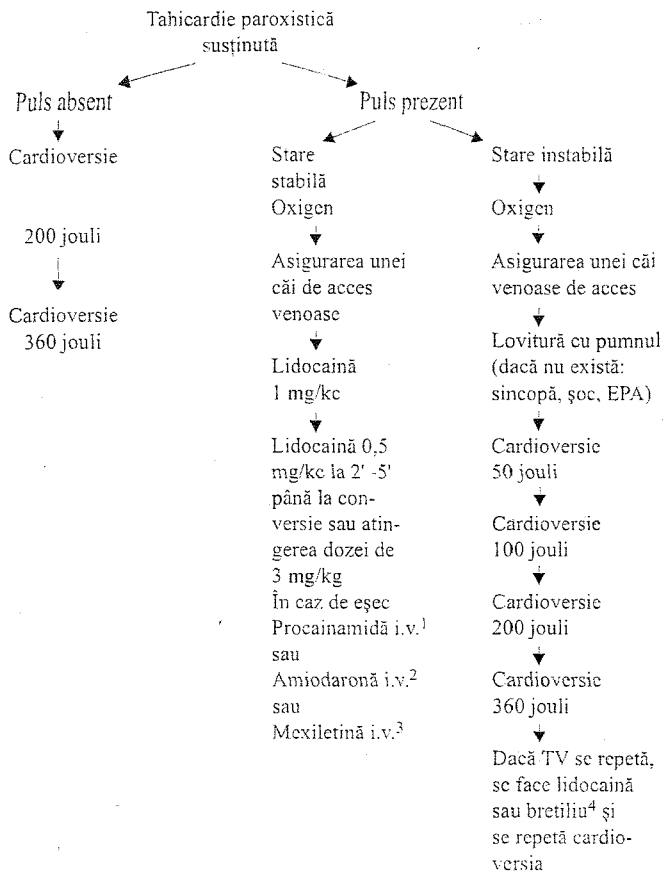 Tahicardie paroxistică
susținută
Puls absent
Cardioversie
200 jouli
Cardioversie
360 jouli
Puls prezent
Stare
stabilă
Oxigen
Asigurarea unei
căi de acces
venoase
Lidocaină
1 mg/kc
Lidocaină 0,5
mg/kc la 2' -5'
până la con-
versie sau atin-
gerea dozei de
3 mg/kg
În caz de eșec
Procainamidă i.v.1
sau
Amiodaronă i.v.2
sau
Mexiletină i.v.3
Stare instabilă
Oxigen
Asigurarea unei căi
venoase de acces
Lovitură cu pumnul
(dacă nu există:
sincopă, șoc, EPA)
Cardioversie
50 jouli
Cardioversie
100 jouli
Cardioversie
200 jouli
Cardioversie
360 jouli
Dacă TV se repetă,
se face lidocaină
sau bretiliu4 și
se repetă cardio-
versia